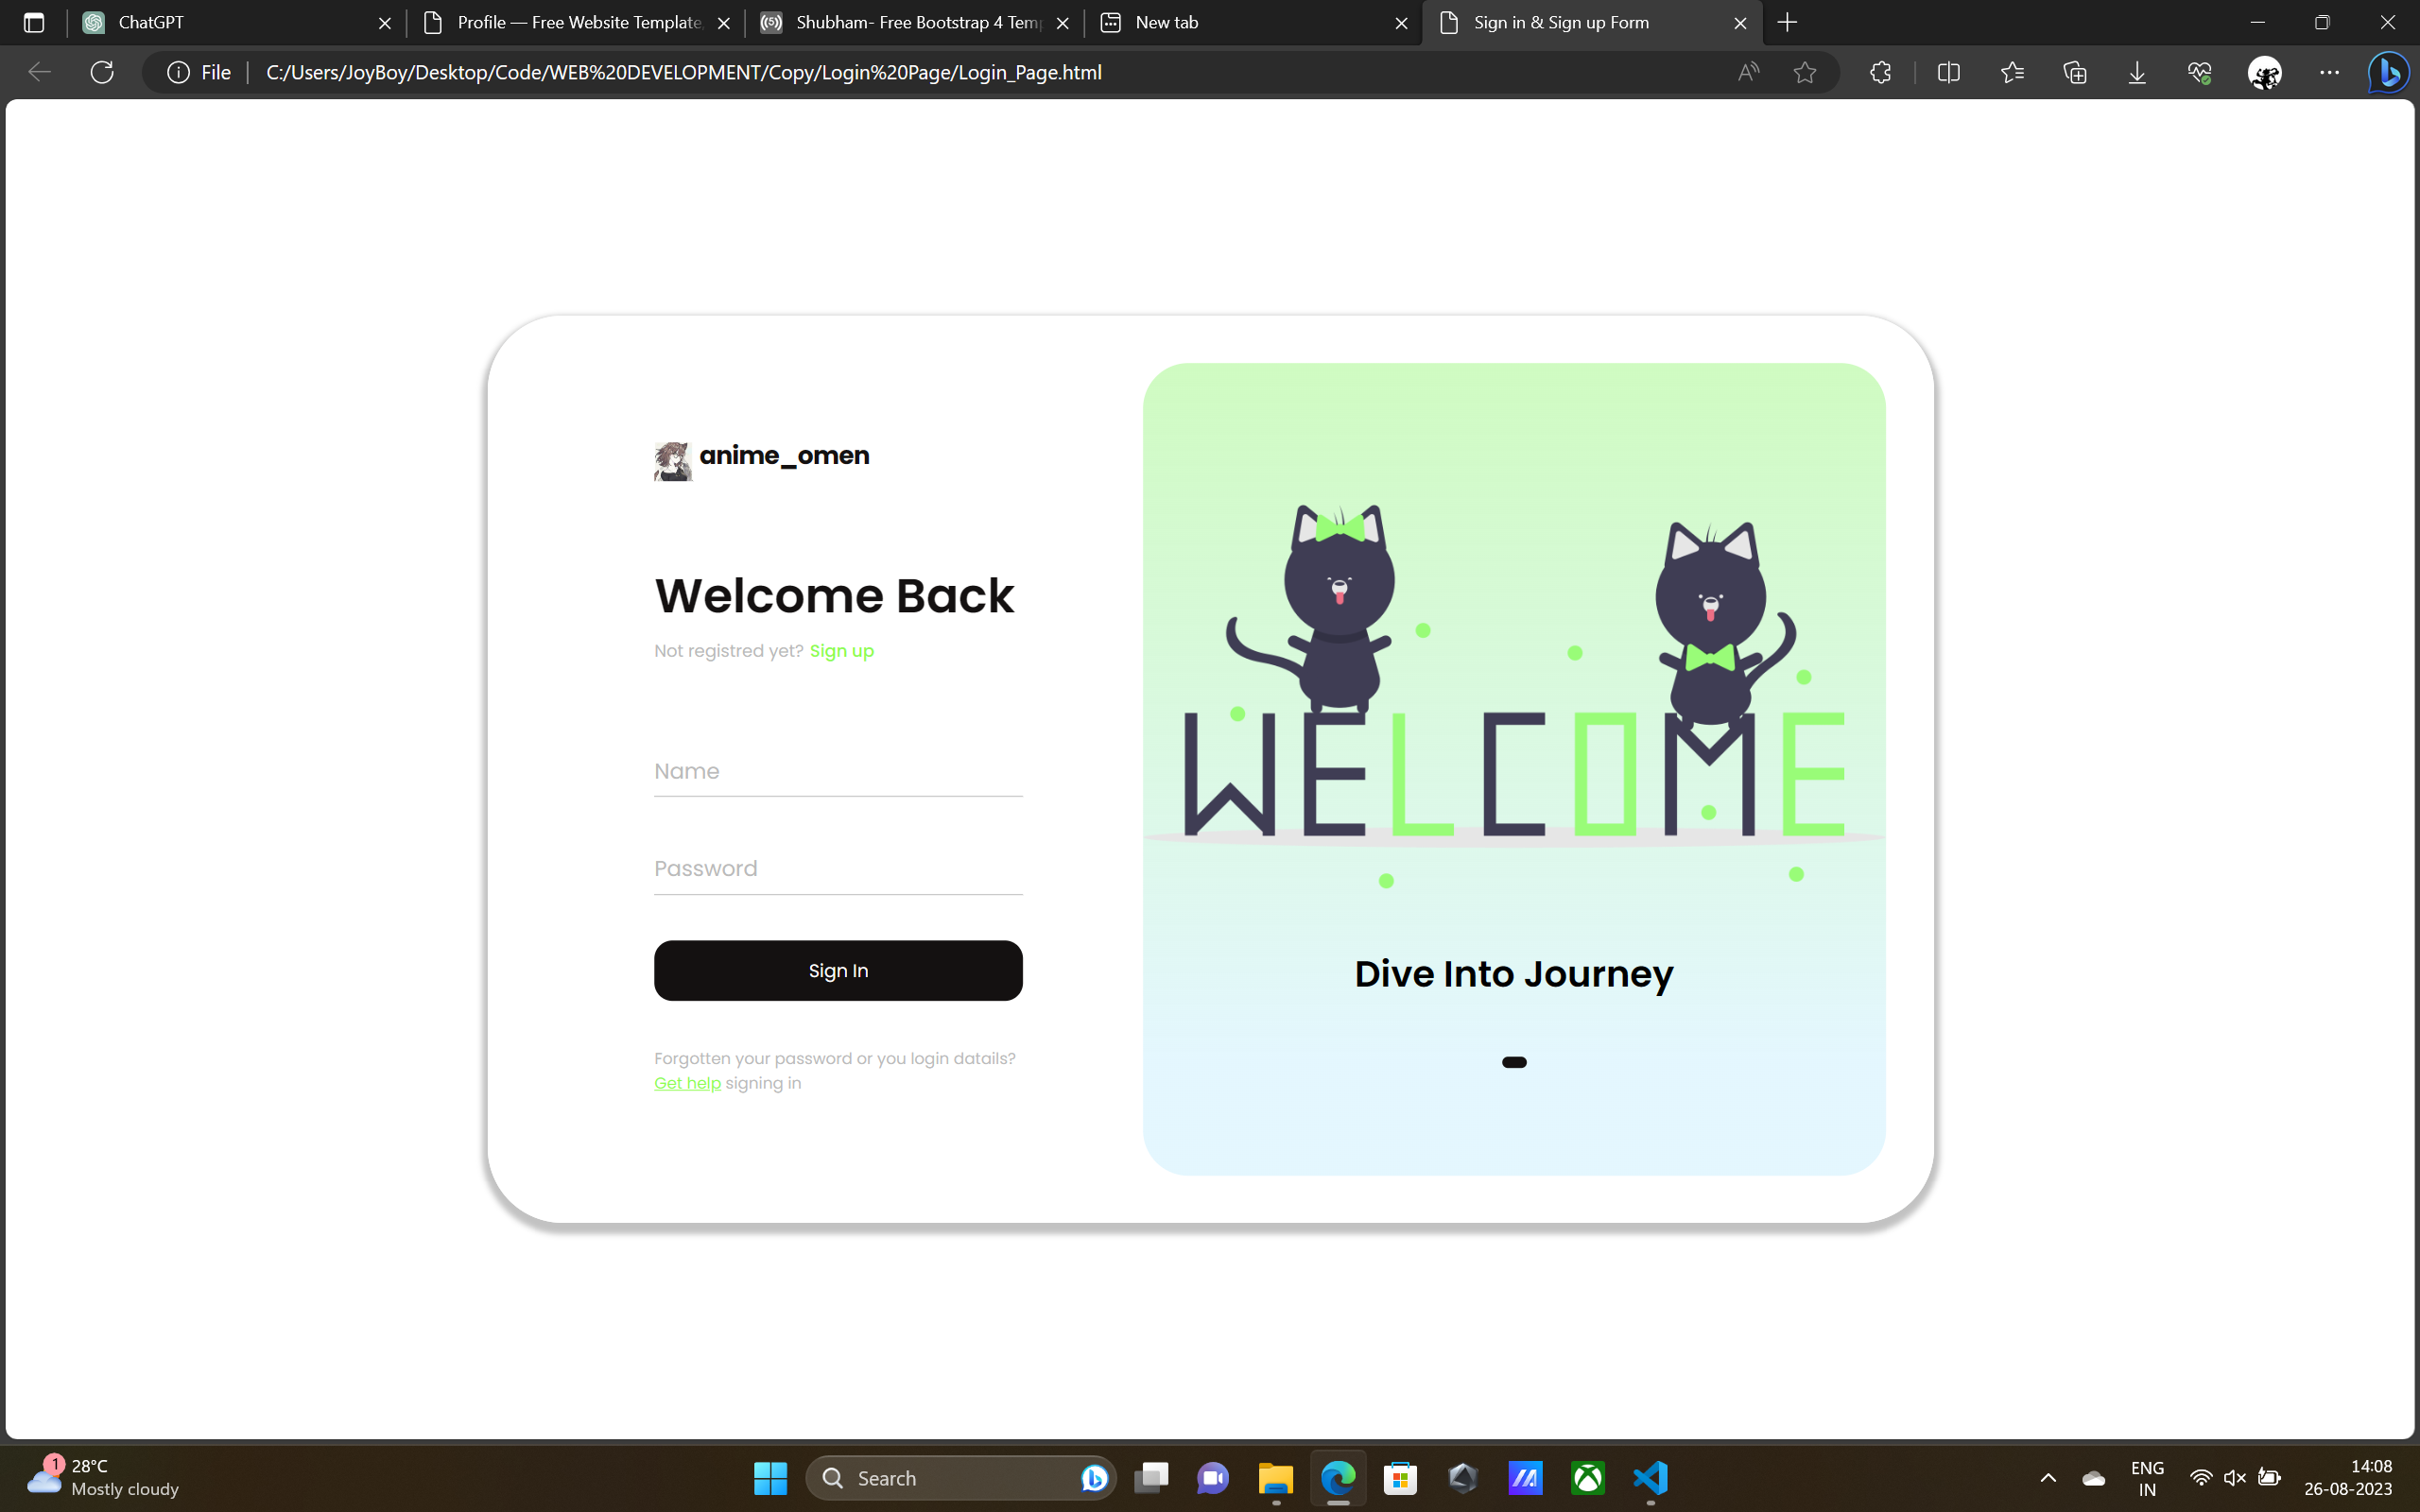 ChatGPT
Profile — Free Website Template,
Shubham- Free Bootstrap 4 Tem
New tab
Sign in & Sign up Form
File
C:/Users/JoyBoy/Desktop/Code/WEB%20DEVELOPMENT/Copy/Login%20Page/Login_Page.html
anime_omen
Welcome Back
Not registred yet? Sign up
Name
Password
Sign In
Forgotten your password or you login datails?
Get help signing in
WELCOME
Dive Into Journey
1
28°C
Mostly cloudy
Search
ENG
IN
14:08
26-08-2023